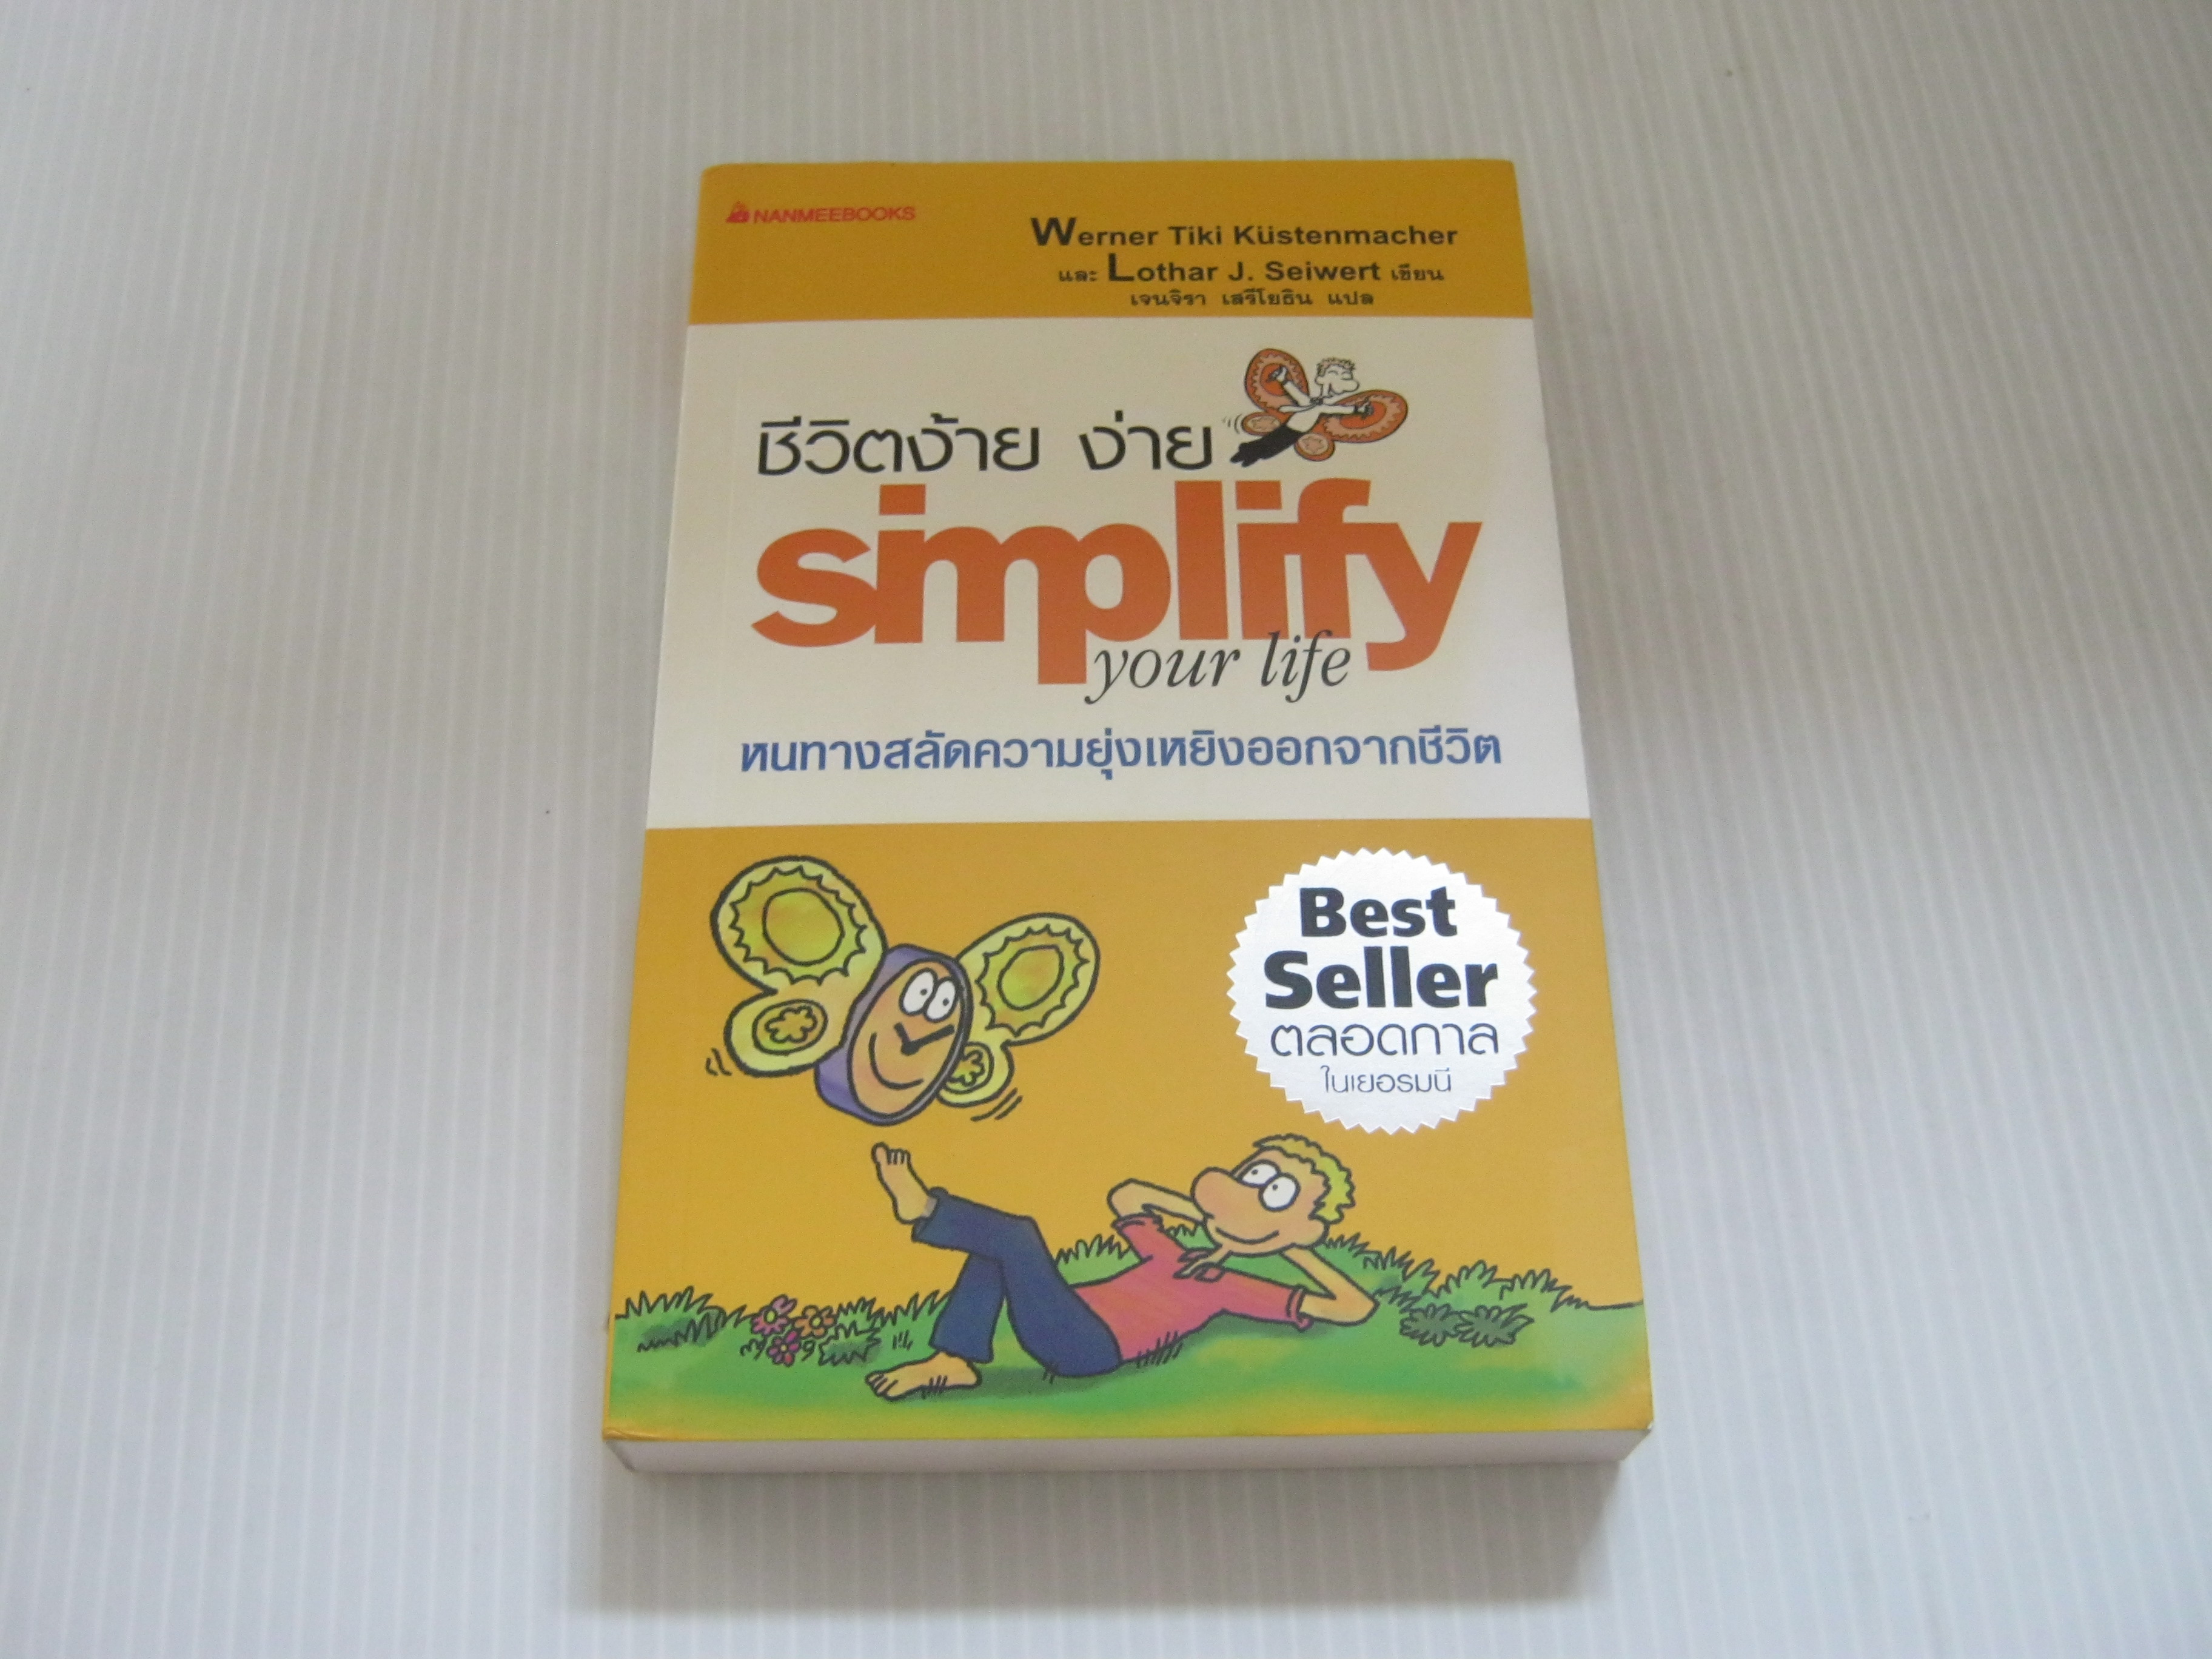 NANMEEBOOKS
Werner Tiki Küstenmacher
และ Lothar J. Seiwert เขียน
เจนจิรา เสรีโยธิน แปล
ชีวิตง้าย ง่าย
simplify
your life
หนทางสลัดความยุ่งเหยิงออกจากชีวิต
Best
Seller
ตลอดกาล
ในเยอรมนี